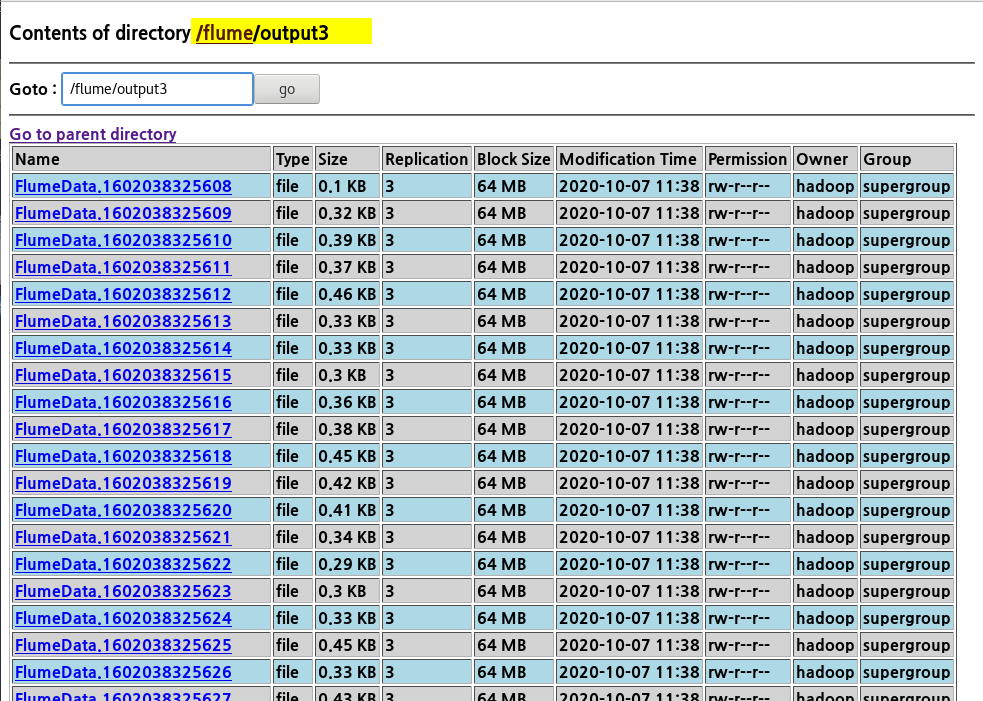 Contents of directory /flume/output3
Goto : /flume/output3 go
Go to parent directory
Name Type Size Replication Block Size Modification Time Permission Owner Group
FlumeData.1602038325608 file 0.1 KB 3 64 MB 2020-10-07 11:38 rw-r--r-- hadoop supergroup
FlumeData.1602038325609 file 0.32 KB 3 64 MB 2020-10-07 11:38 rw-r--r-- hadoop supergroup
FlumeData.1602038325610 file 0.39 KB 3 64 MB 2020-10-07 11:38 rw-r--r-- hadoop supergroup
FlumeData.1602038325611 file 0.37 KB 3 64 MB 2020-10-07 11:38 rw-r--r-- hadoop supergroup
FlumeData.1602038325612 file 0.46 KB 3 64 MB 2020-10-07 11:38 rw-r--r-- hadoop supergroup
FlumeData.1602038325613 file 0.33 KB 3 64 MB 2020-10-07 11:38 rw-r--r-- hadoop supergroup
FlumeData.1602038325614 file 0.33 KB 3 64 MB 2020-10-07 11:38 rw-r--r-- hadoop supergroup
FlumeData.1602038325615 file 0.3 KB 3 64 MB 2020-10-07 11:38 rw-r--r-- hadoop supergroup
FlumeData.1602038325616 file 0.36 KB 3 64 MB 2020-10-07 11:38 rw-r--r-- hadoop supergroup
FlumeData.1602038325617 file 0.38 KB 3 64 MB 2020-10-07 11:38 rw-r--r-- hadoop supergroup
FlumeData.1602038325618 file 0.45 KB 3 64 MB 2020-10-07 11:38 rw-r--r-- hadoop supergroup
FlumeData.1602038325619 file 0.42 KB 3 64 MB 2020-10-07 11:38 rw-r--r-- hadoop supergroup
FlumeData.1602038325620 file 0.41 KB 3 64 MB 2020-10-07 11:38 rw-r--r-- hadoop supergroup
FlumeData.1602038325621 file 0.34 KB 3 64 MB 2020-10-07 11:38 rw-r--r-- hadoop supergroup
FlumeData.1602038325622 file 0.29 KB 3 64 MB 2020-10-07 11:38 rw-r--r-- hadoop supergroup
FlumeData.1602038325623 file 0.3 KB 3 64 MB 2020-10-07 11:38 rw-r--r-- hadoop supergroup
FlumeData.1602038325624 file 0.33 KB 3 64 MB 2020-10-07 11:38 rw-r--r-- hadoop supergroup
FlumeData.1602038325625 file 0.45 KB 3 64 MB 2020-10-07 11:38 rw-r--r-- hadoop supergroup
FlumeData.1602038325626 file 0.33 KB 3 64 MB 2020-10-07 11:38 rw-r--r-- hadoop supergroup
FlumeData.1602038325627 file 0.43 KB 3 64 MB 2020-10-07 11:38 rw-r--r-- hadoop supergroup